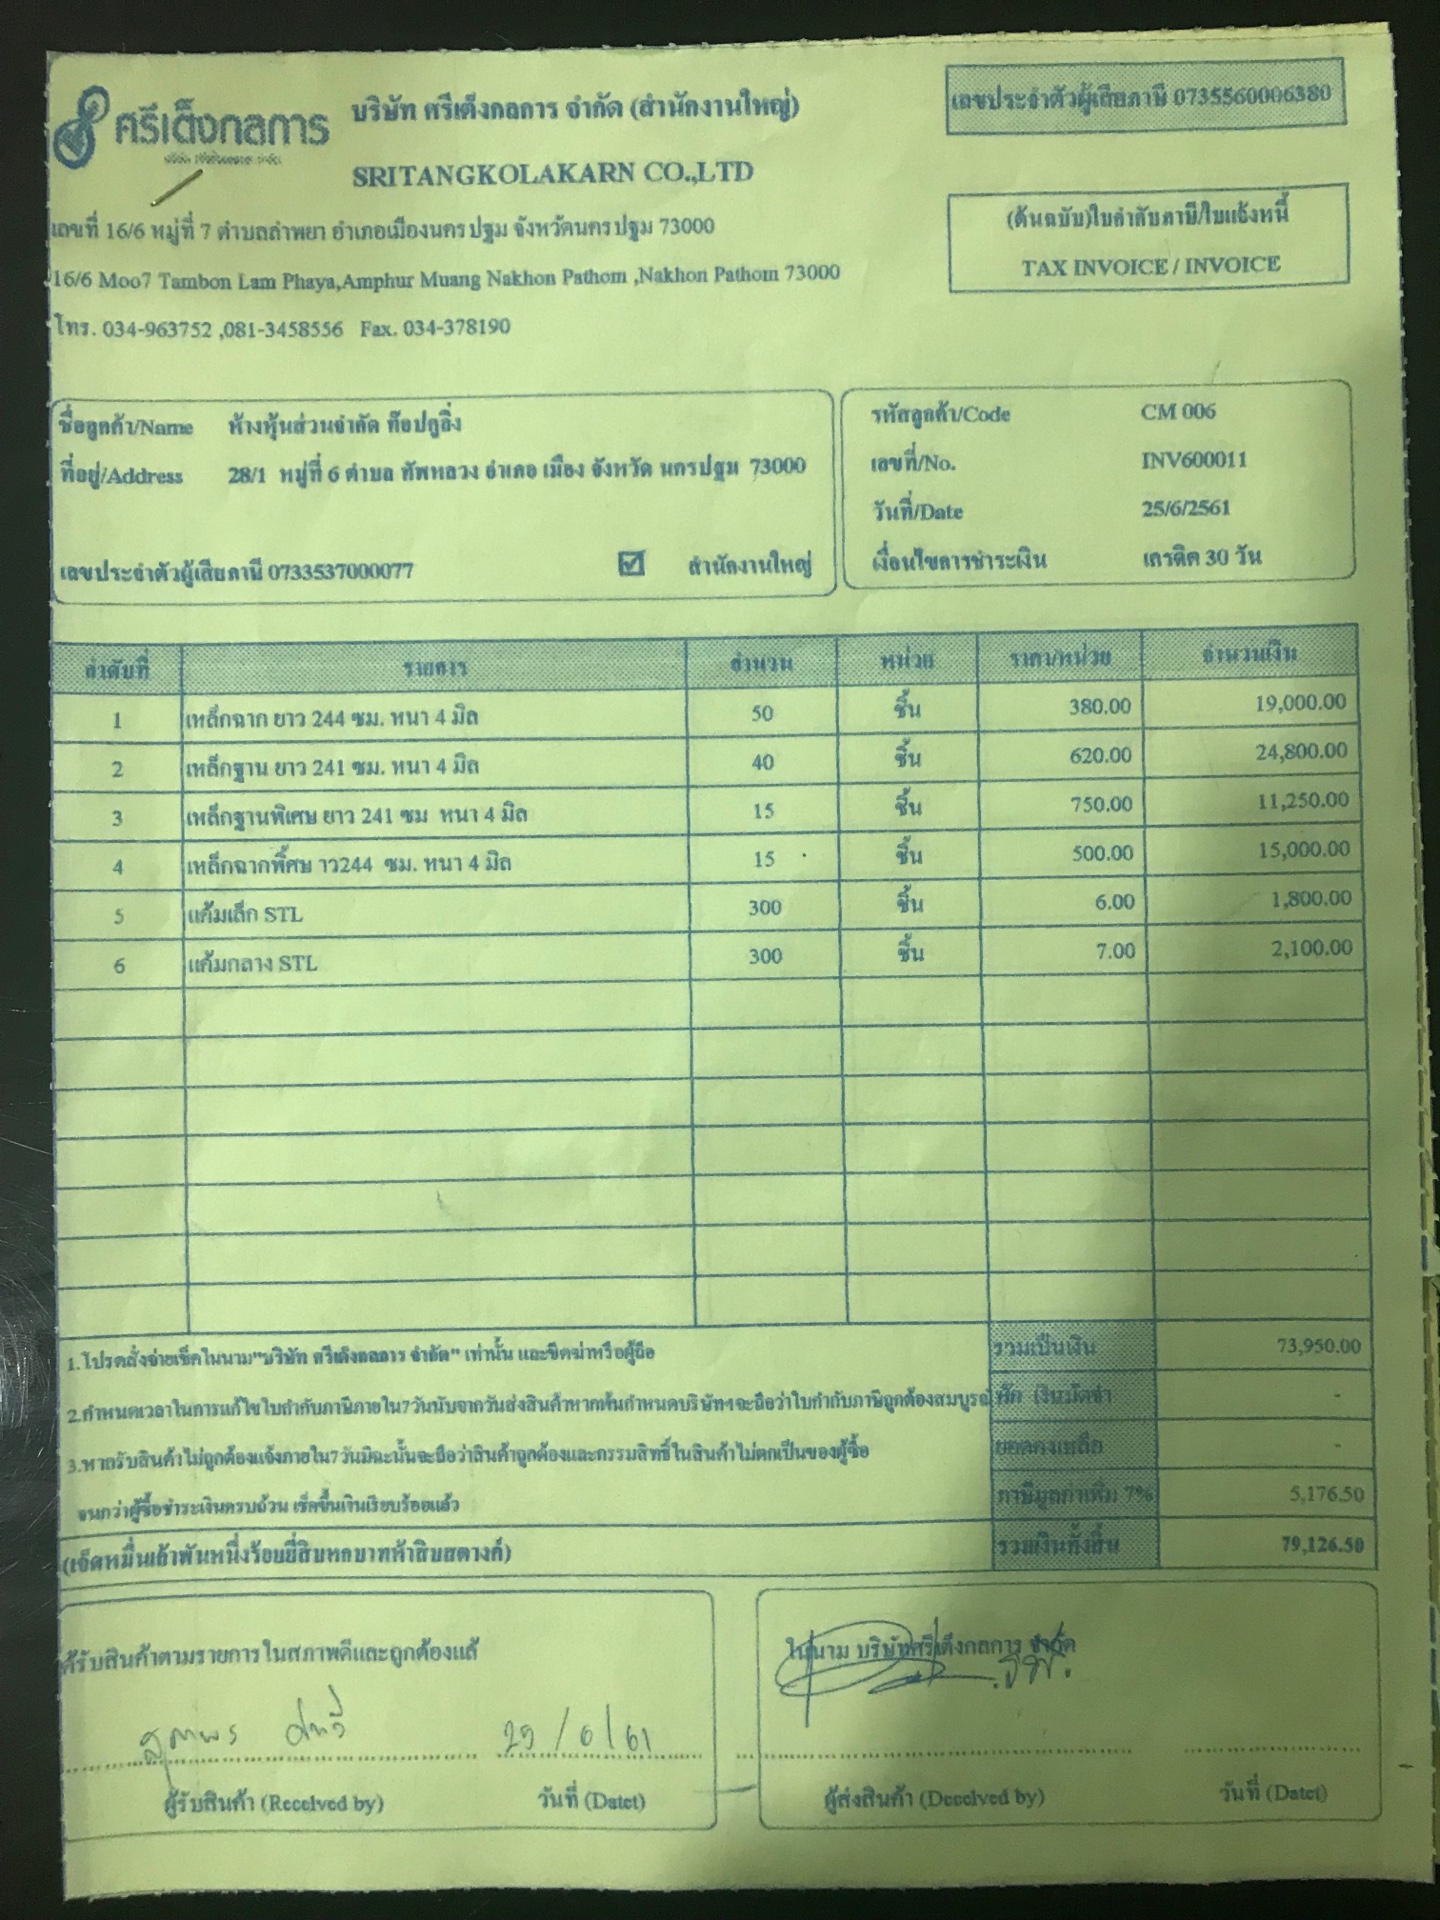 ศรีเต็งกลการ
บริษัท ศรีเต็งกลการ จำกัด (สำนักงานใหญ่)
เลขประจำตัวผู้เสียภาษี 0735560006380
SRITANGKOLAKARN CO.,LTD
เลขที่ 16/6 หมู่ที่ 7 ตำบลลำพยา อำเภอเมืองนครปฐม จังหวัดนครปฐม 73000
(ต้นฉบับ)ใบกำกับภาษี/ใบแจ้งหนี้
16/6 Moo7 Tambon Lam Phaya,Amphur Muang Nakhon Pathom ,Nakhon Pathom 73000
TAX INVOICE / INVOICE
โทร. 034-963752 ,081-3458556 Fax. 034-378190
ชื่อลูกค้า/Name ห้างหุ้นส่วนจำกัด ท๊อปกูลิ่ง
รหัสลูกค้า/Code CM 006
ที่อยู่/Address 28/1 หมู่ที่ 6 ตำบล ทัพหลวง อำเภอ เมือง จังหวัด นครปฐม 73000
เลขที่/No. INV600011
วันที่/Date 25/6/2561
เลขประจำตัวผู้เสียภาษี 0733537000077 ☑ สำนักงานใหญ่
เงื่อนไขการชำระเงิน เครดิต 30 วัน
ลำดับที่ รายการ จำนวน หน่วย ราคา/หน่วย จำนวนเงิน
1 เหล็กฉาก ยาว 244 ซม. หนา 4 มิล 50 ชิ้น 380.00 19,000.00
2 เหล็กฐาน ยาว 241 ซม. หนา 4 มิล 40 ชิ้น 620.00 24,800.00
3 เหล็กฐานพิเศษ ยาว 241 ซม หนา 4 มิล 15 ชิ้น 750.00 11,250.00
4 เหล็กฉากพิ้ศษ าว244 ซม. หนา 4 มิล 15 ชิ้น 500.00 15,000.00
5 แค้มเล็ก STL 300 ชิ้น 6.00 1,800.00
6 แค้มกลาง STL 300 ชิ้น 7.00 2,100.00
1.โปรดสั่งจ่ายเช็คในนาม"บริษัท ศรีเต็งกลการ จำกัด" เท่านั้น และขีดฆ่าหรือผู้ถือ
รวมเป็นเงิน 73,950.00
2.กำหนดเวลาในการแก้ไขใบกำกับภาษีภายใน7วันนับจากวันส่งสินค้าหากเกินกำหนดบริษัทฯจะถือว่าใบกำกับภาษิถูกต้องสมบูรณ์
หัก เงินมัดจำ -
3.หากรับสินค้าไม่ถูกต้องแจ้งภายใน7วันมิฉะนั้นจะถือว่าสินค้าถูกต้องและกรรมสิทธิ์ในสินค้าไม่ตกเป็นของผู้ซื้อ
ยอดคงเหลือ -
จนกว่าผู้ซื้อชำระเงินครบถ้วน เช็คขึ้นเงินเรียบร้อยแล้ว
ภาษีมูลค่าเพิ่ม 7% 5,176.50
(เจ็ดหมื่นเก้าพันหนึ่งร้อยยี่สิบหกบาทห้าสิบสตางค์)
รวมเงินทั้งสิ้น 79,126.50
ด้รับสินค้าตามรายการในสภาพดีและถูกต้องแล้
ในนาม บริษัทศรีเต็งกลการ จำกัด
29/6/61
ผู้รับสินค้า (Received by) วันที่ (Datet)
ผู้ส่งสินค้า (Deceived by) วันที่ (Datet)